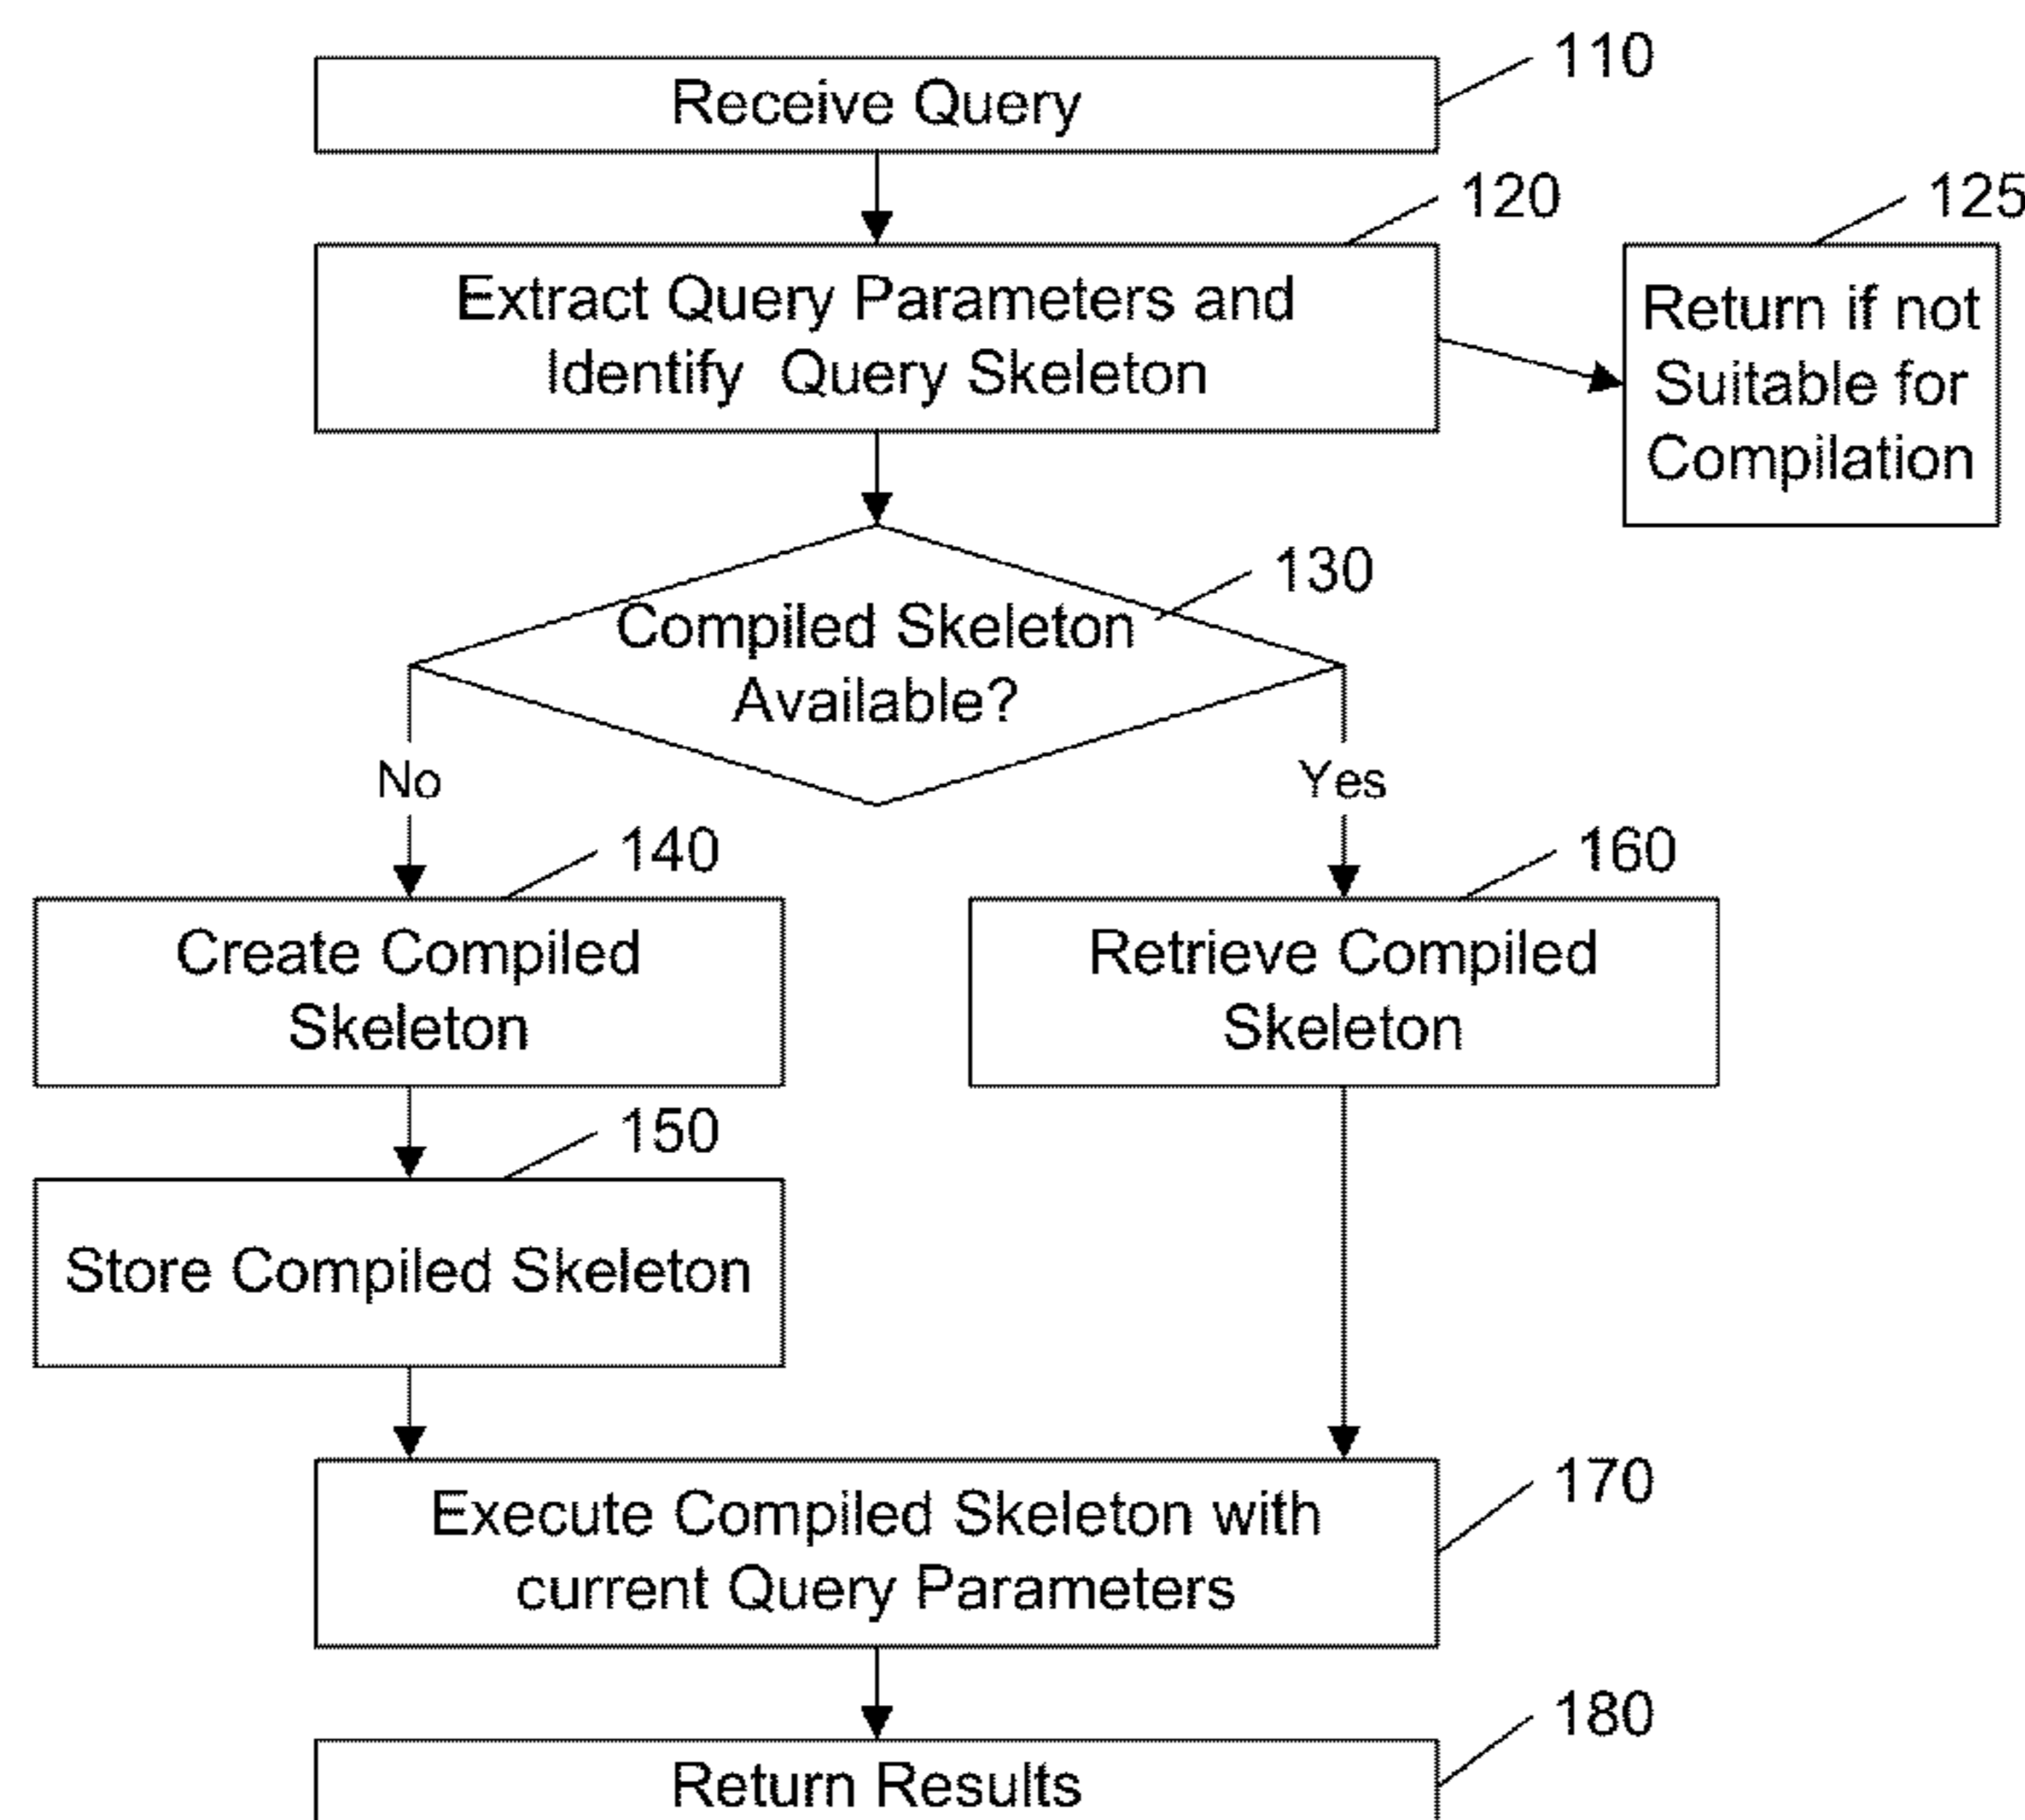 110
Receive Query
120
125
Extract Query Parameters and
Identify Query Skeleton
Return if not
Suitable for
Compilation
130
Compiled Skeleton
Available?
No
Yes
140
160
Create Compiled
Skeleton
Retrieve Compiled
Skeleton
150
Store Compiled Skeleton
170
Execute Compiled Skeleton with
current Query Parameters
180
Return Results